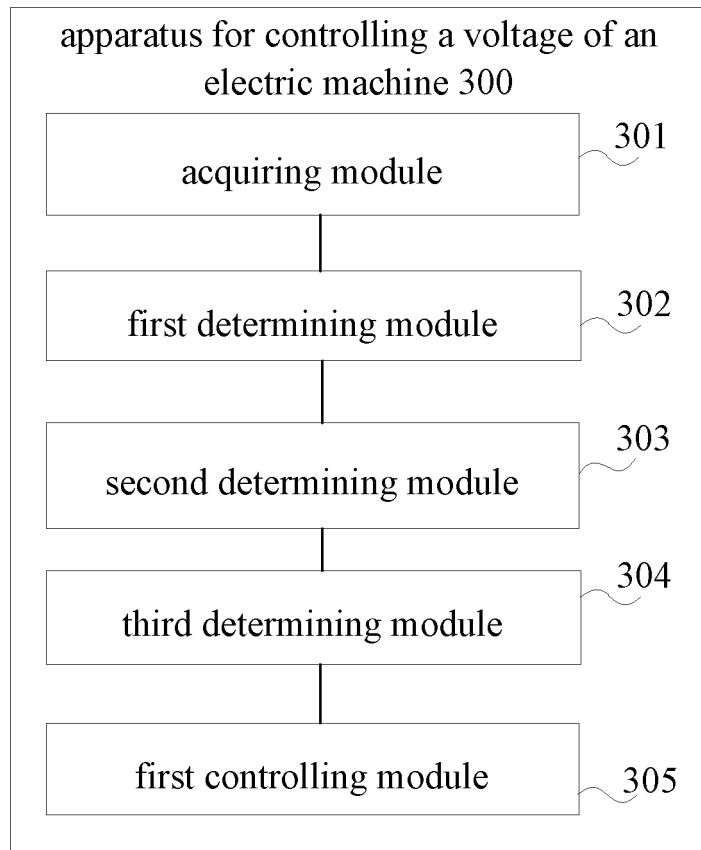 apparatus for controlling a voltage of an
electric machine 300
301
acquiring module
302
first determining module
303
second determining module
304
third determining module
first controlling module
305